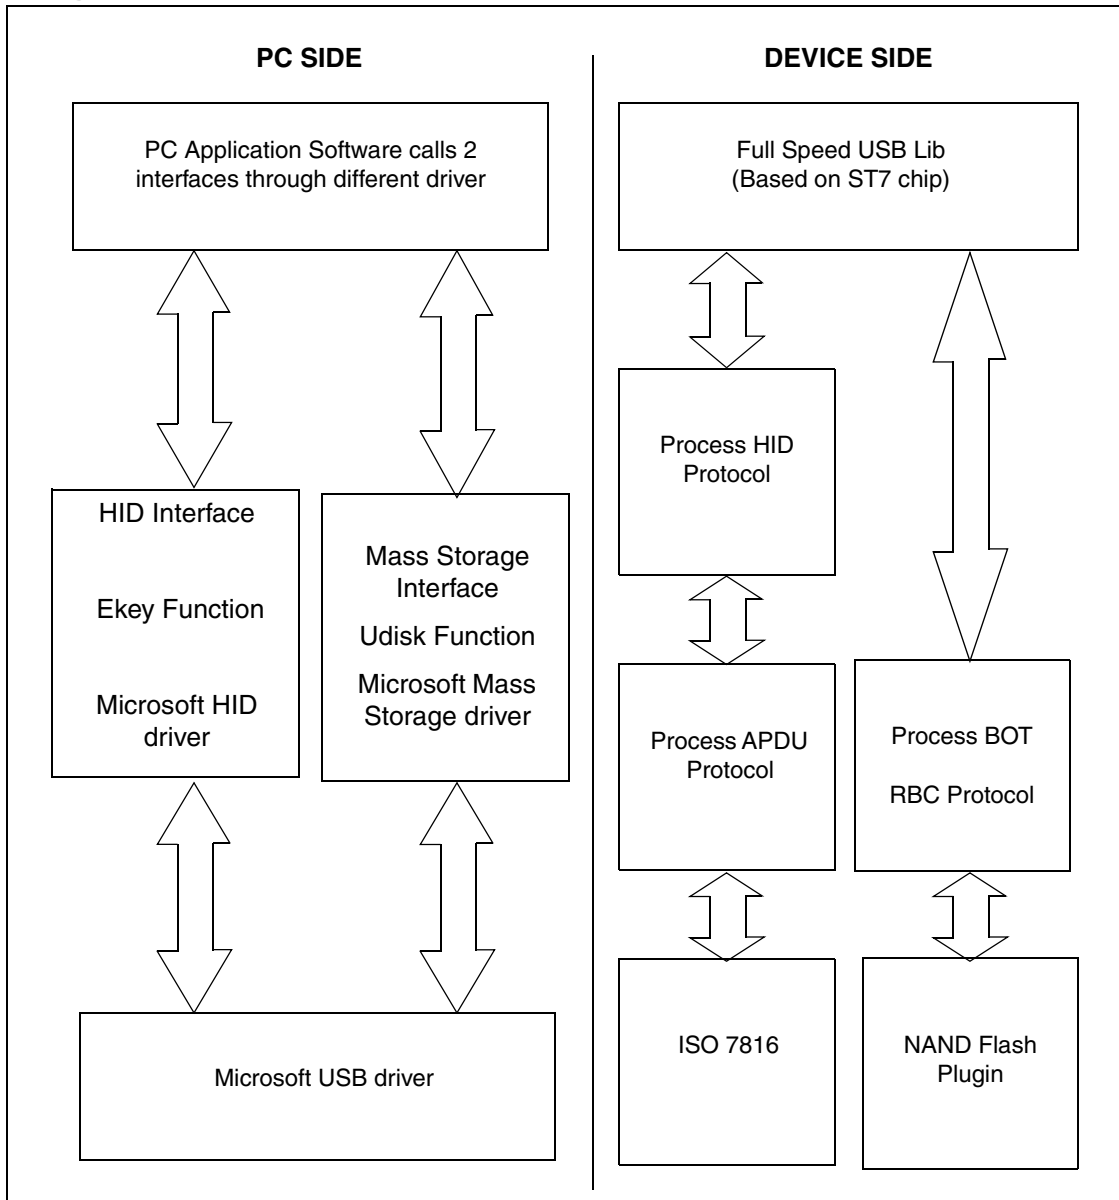 PC SIDE
PC Application Software calls 2
interfaces through different driver
HID Interface
Ekey Function
Microsoft HID
driver
Mass Storage
Interface
Udisk Function
Microsoft Mass
Storage driver
Microsoft USB driver
DEVICE SIDE
Full Speed USB Lib
(Based on ST7 chip)
Process HID
Protocol
Process APDU
Protocol
ISO 7816
Process BOT
RBC Protocol
NAND Flash
Plugin